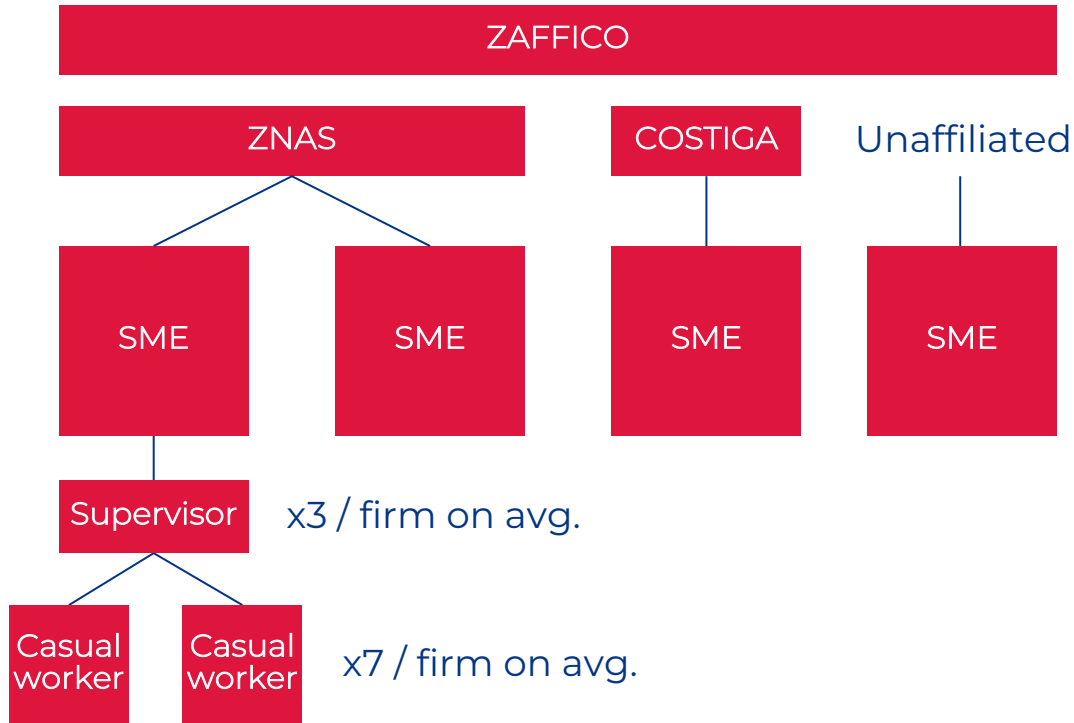 ZAFFICO
ZNAS
COSTIGA
Unaffiliated
SME
SME
SME
SME
Supervisor
x3 / firm on avg.
Casual
worker
Casual
worker
x7 / firm on avg.